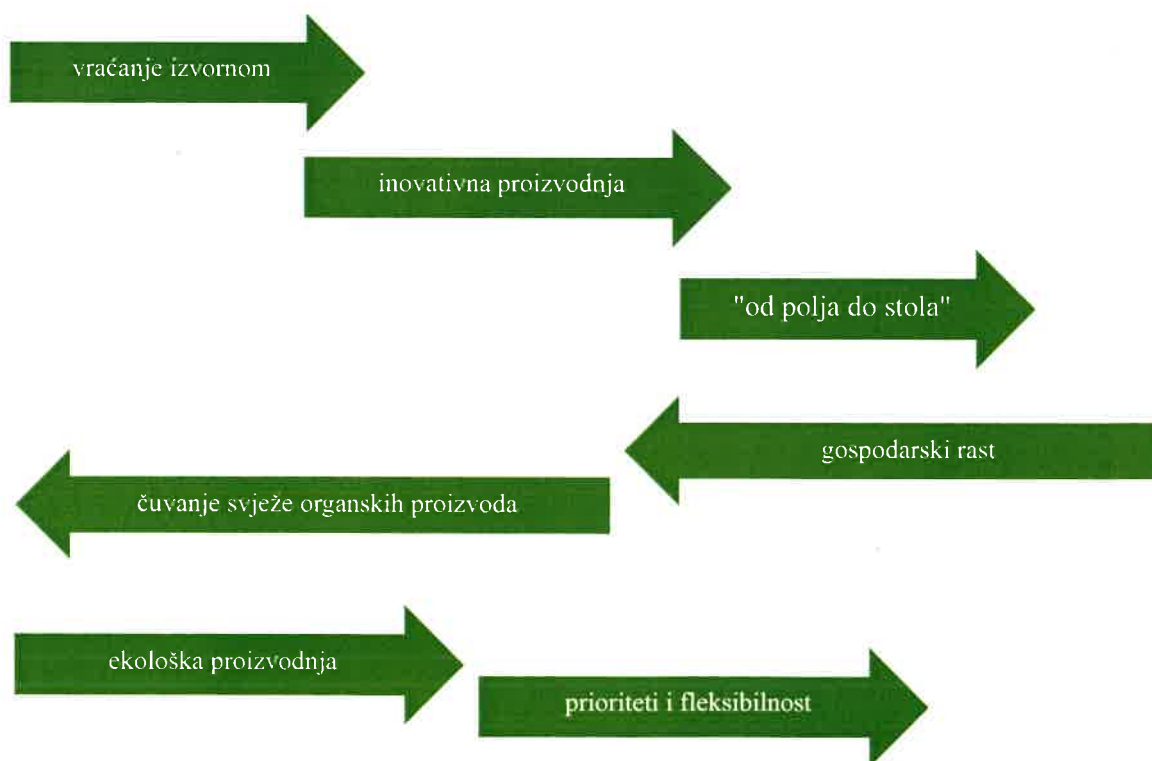 vraćanje izvornom
inovativna proizvodnja
"od polja do stola"
gospodarski rast
čuvanje svježe organskih proizvoda
ekološka proizvodnja
prioriteti i fleksibilnost